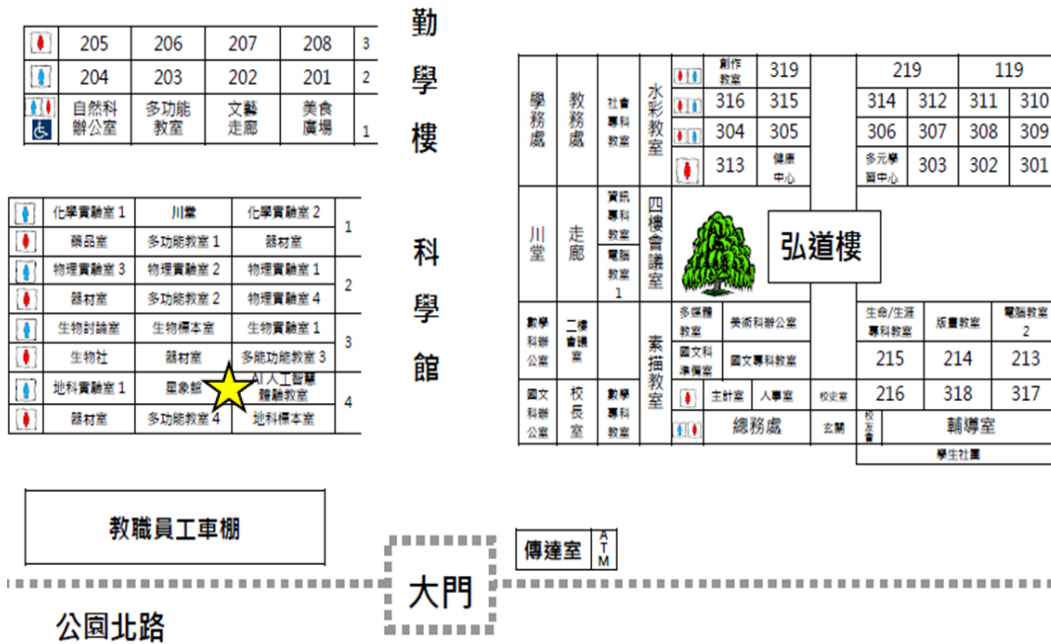 勤學樓
205 206 207 208 3
204 203 202 201 2
自然科辦公室 多功能教室 文藝走廊 美食廣場 1
科學館
化學實驗室 1 川堂 化學實驗室 2 1
藥品室 多功能教室 1 器材室
物理實驗室 3 物理實驗室 2 物理實驗室 1 2
器材室 多功能教室 2 物理實驗室 4
生物討論室 生物標本室 生物實驗室 1 3
生物社 器材室 多能功能教室 3
地科實驗室 1 星象館 AI 人工智慧體驗教室 4
器材室 多功能教室 4 地科標本室
學務處 教務處 社會專科教室 水彩教室
創作教室 319 219 119
316 315 314 312 311 310
304 305 306 307 308 309
313 健康中心 多元學習中心 303 302 301
川堂 走廊 資訊專科教室 四樓會議室
電腦教室 1
弘道樓
數學科辦公室 二樓會議室 素描教室
多媒體教室 美術科辦公室 生命/生涯專科教室 版畫教室 電腦教室 2
國文科準備室 國文專科教室 215 214 213
國文科辦公室 校長室 數學專科教室
主計室 人事室 校史室 216 318 317
總務處 玄關 校友會 輔導室
學生社團
教職員工車棚
傳達室 ATM
大門
公園北路